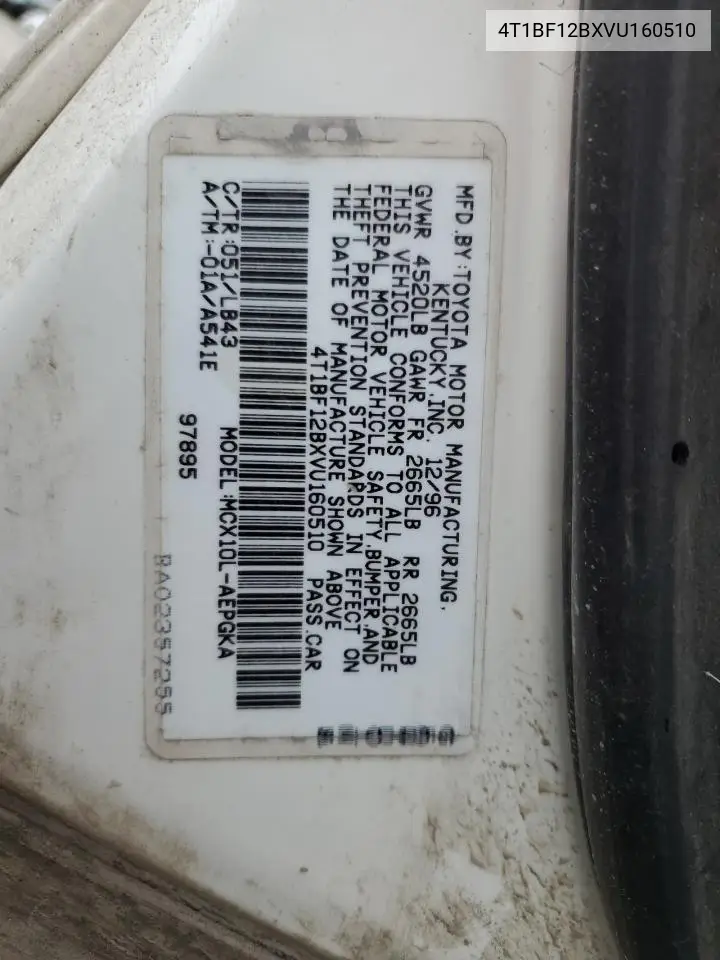 4T1BF12BXVU160510
MFD.BY:TOYOTA MOTOR MANUFACTURING,
KENTUCKY,INC. 12/96
GVWR 4520LB GAWR FR 2665LB RR 2665LB
THIS VEHICLE CONFORMS TO ALL APPLICABLE
FEDERAL MOTOR VEHICLE SAFETY,BUMPER,AND
THEFT PREVENTION STANDARDS IN EFFECT ON
THE DATE OF MANUFACTURE SHOWN ABOVE
4T1BF12BXVU160510 PASS.CAR
C/TR:051/LB43 MODEL:MCX10L-AEPGKA
A/TM:-01A/A541E
97895
BA02357255